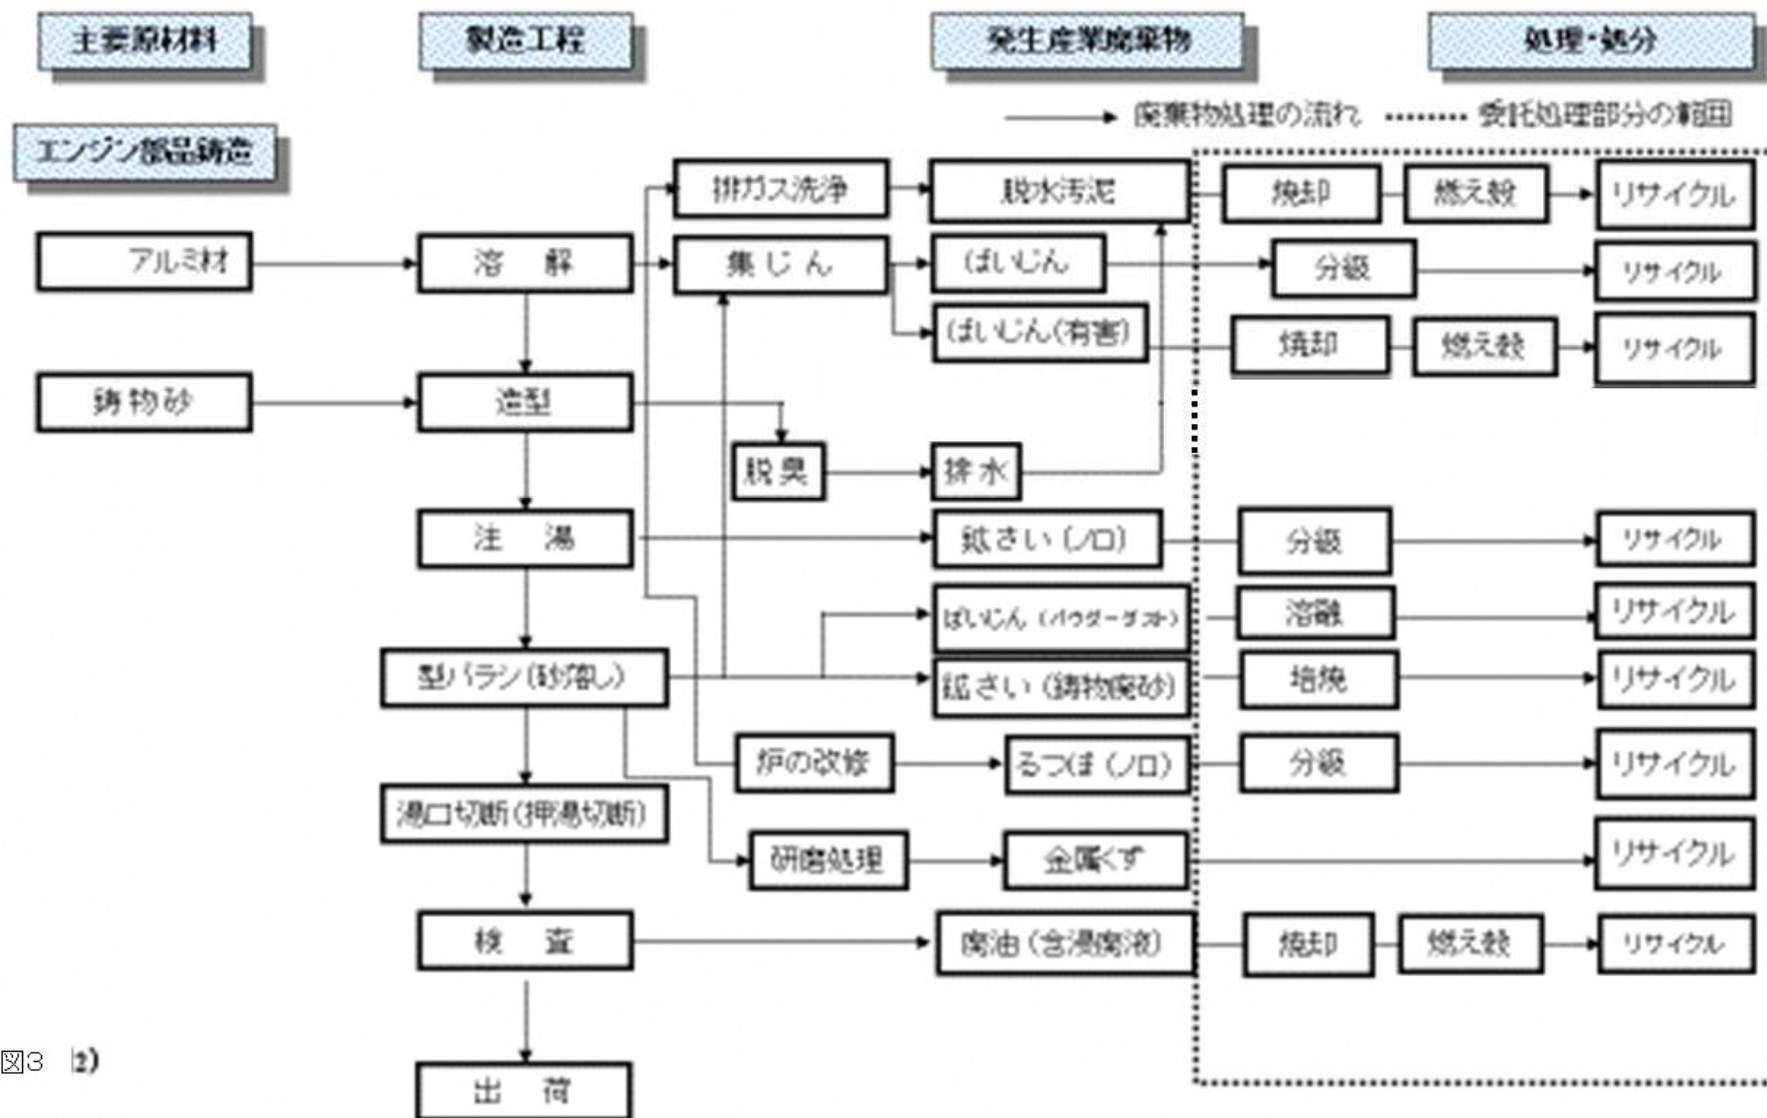 主要原材料
製造工程
発生産業廃棄物
処理・処分
廃棄物処理の流れ
委託処理部分の範囲
エンジン部品鋳造
排ガス洗浄
脱水汚泥
焼却
燃え殻
リサイクル
アルミ材
溶 解
集じん
ばいじん
分級
リサイクル
ばいじん(有害)
焼却
燃え殻
リサイクル
鋳物砂
造型
脱臭
排水
注 湯
鉱さい(ノロ)
分級
リサイクル
ばいじん(パウダーダスト)
溶融
リサイクル
型バラシ(砂落し)
鉱さい(鋳物廃砂)
焙焼
リサイクル
炉の改修
るつぼ(ノロ)
分級
リサイクル
湯口切断(押湯切断)
研磨処理
金属くず
リサイクル
検 査
廃油(含浸廃液)
焼却
燃え殻
リサイクル
図3 2)
出 荷